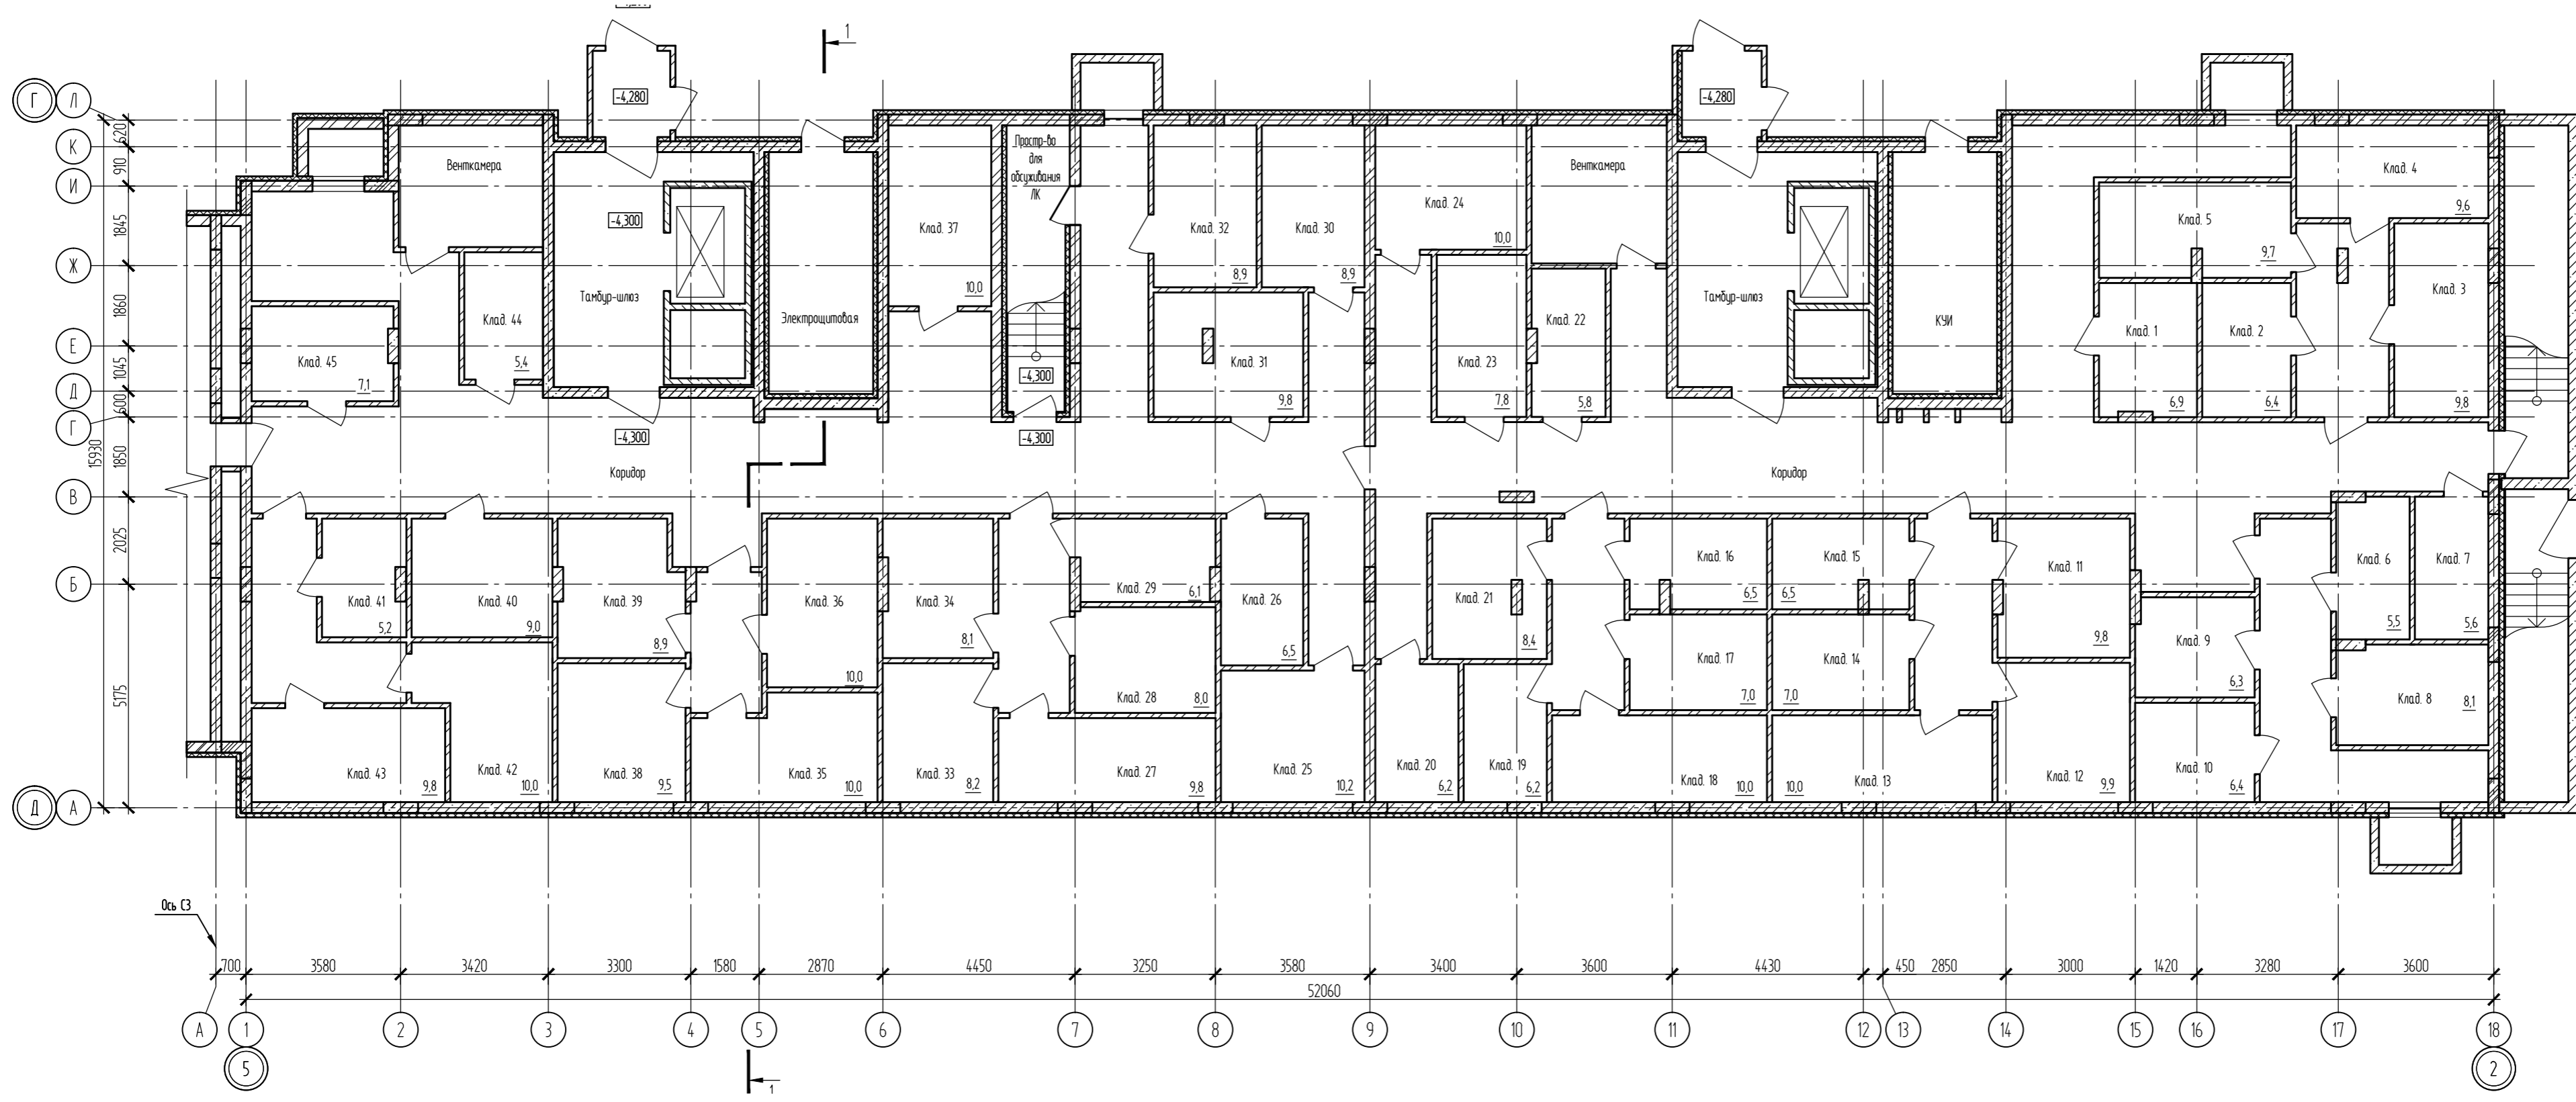 1
-4,280
-4,280
Г
Л
К
И
Ж
Е
Д
Г
В
Б
Д
А
620
910
1845
1860
1045
600
1850
2025
5175
15930
Венткамера
-4,300
Тамбур-шлюз
Электрощитовая
Клад. 37
10,0
Простр-во
для
обсуживания
ЛК
-4,300
Клад. 32
8,9
Клад. 30
8,9
Клад. 24
10,0
Венткамера
Тамбур-шлюз
КУИ
Клад. 4
9,6
Клад. 5
9,7
Клад. 3
9,8
Клад. 1
6,9
Клад. 2
6,4
Клад. 45
7,1
Клад. 44
5,4
Клад. 31
9,8
Клад. 23
7,8
Клад. 22
5,8
-4,300
-4,300
Коридор
Коридор
Клад. 41
5,2
Клад. 40
9,0
Клад. 39
8,9
Клад. 36
10,0
Клад. 34
8,1
Клад. 29
6,1
Клад. 26
6,5
Клад. 21
8,4
Клад. 16
6,5
Клад. 15
6,5
Клад. 11
9,8
Клад. 9
6,3
Клад. 6
5,5
Клад. 7
5,6
Клад. 43
9,8
Клад. 42
10,0
Клад. 38
9,5
Клад. 35
10,0
Клад. 33
8,2
Клад. 28
8,0
Клад. 27
9,8
Клад. 25
10,2
Клад. 20
6,2
Клад. 19
6,2
Клад. 17
7,0
Клад. 14
7,0
Клад. 18
10,0
Клад. 13
10,0
Клад. 12
9,9
Клад. 10
6,4
Клад. 8
8,1
Ось С3
700 3580 3420 3300 1580 2870 4450 3250 3580 3400 3600 4430 450 2850 3000 1420 3280 3600
52060
А 1 2 3 4 5 6 7 8 9 10 11 12 13 14 15 16 17 18
5 2
1